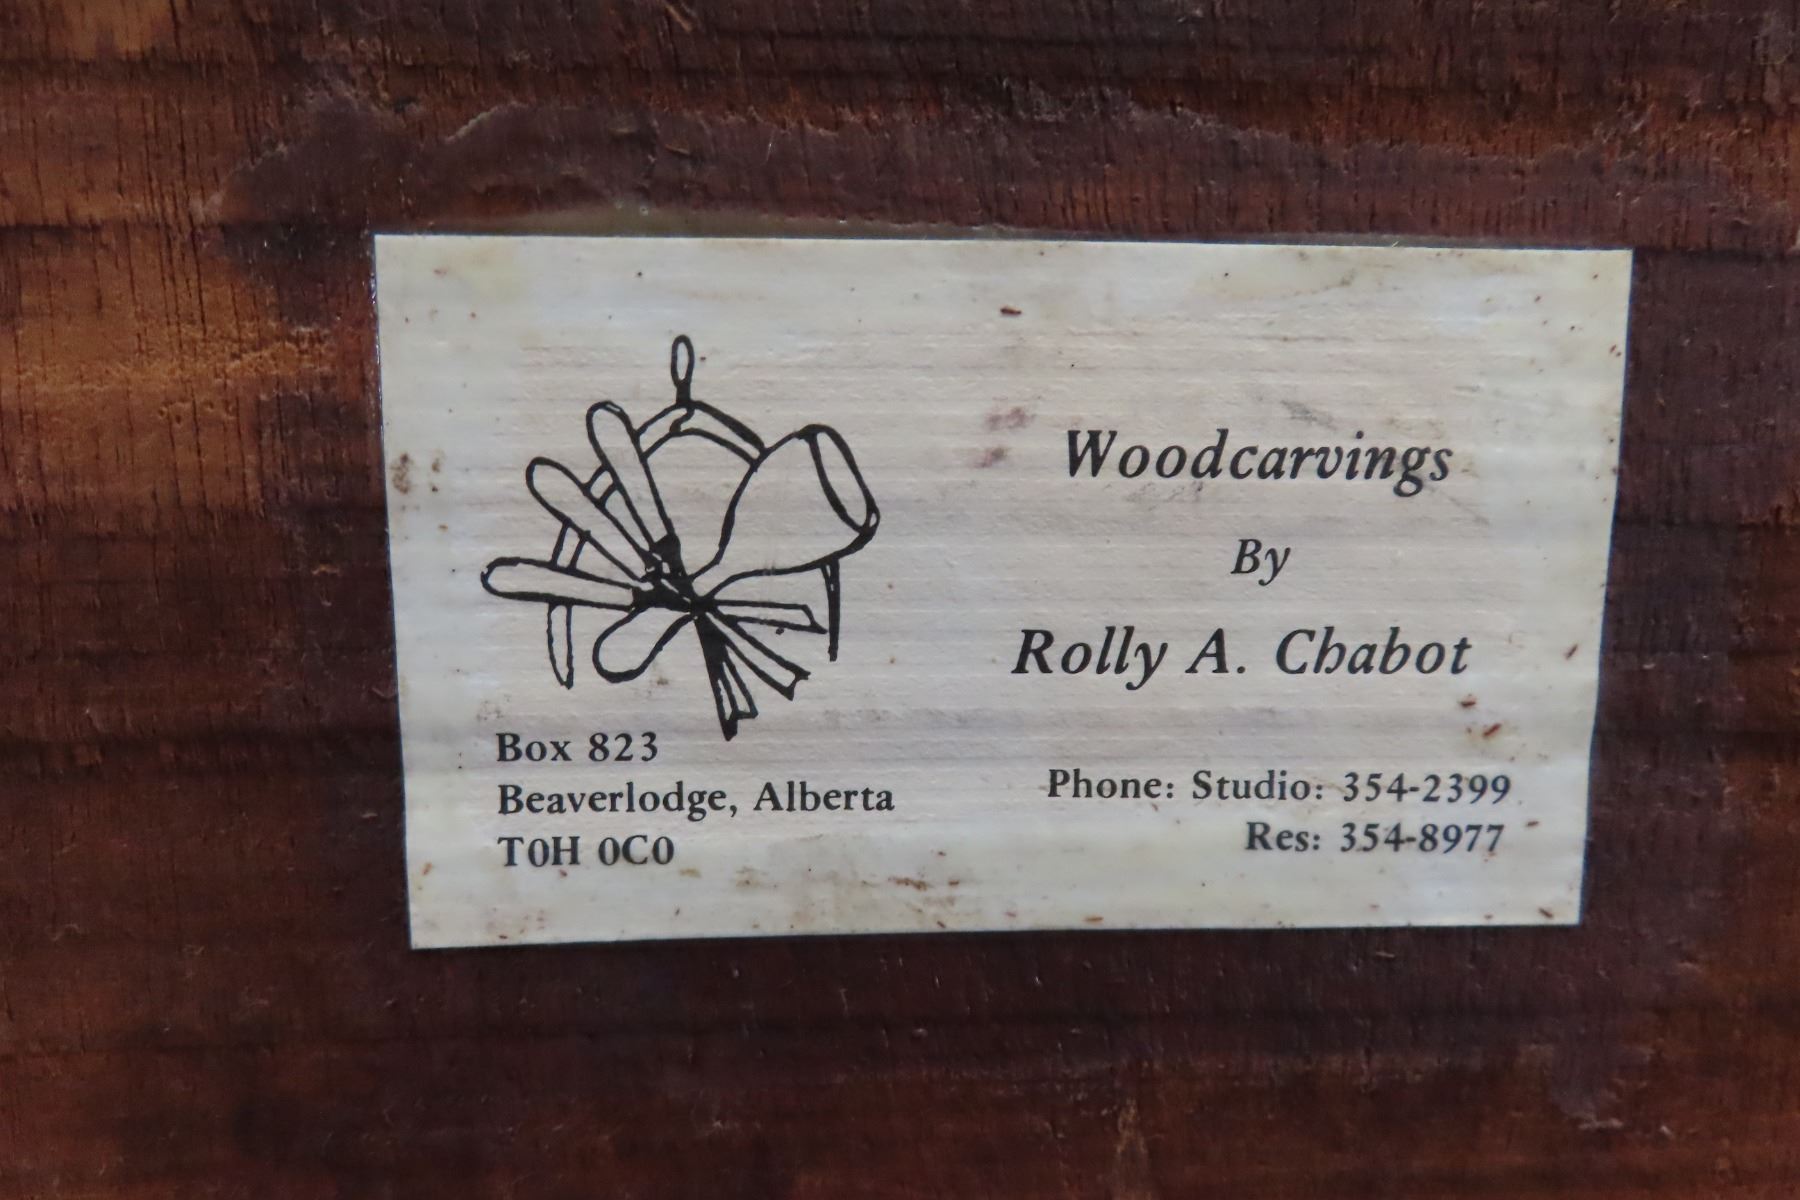 Woodcarvings
By
Rolly A. Chabot
Box 823
Beaverlodge, Alberta
T0H 0C0
Phone: Studio: 354-2399
Res: 354-8977